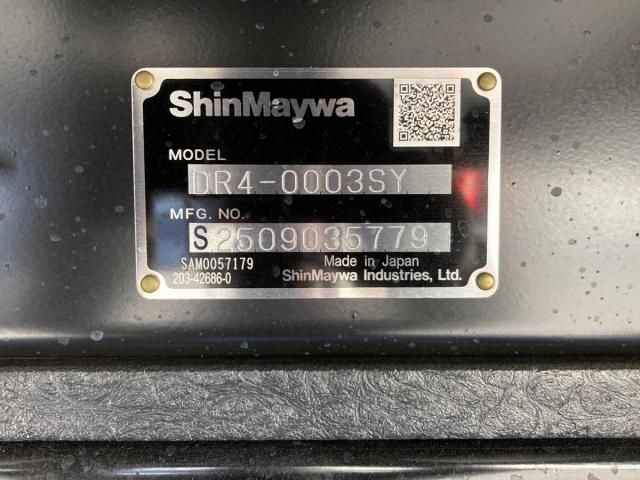 ShinMaywa
MODEL
DR4-0003SY
MFG. NO.
S2509035779
SAM0057179
Made in Japan
203-42686-0
ShinMaywa Industries, Ltd.